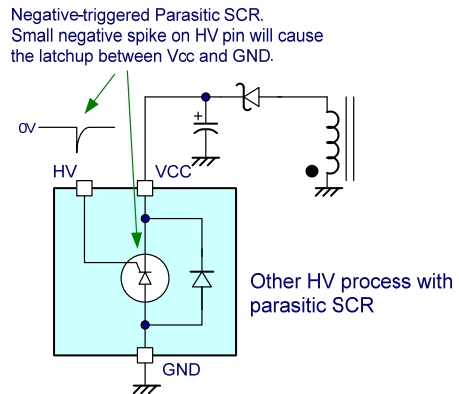 Negative-triggered Parasitic SCR.
Small negative spike on HV pin will cause
the latchup between Vcc and GND.
0V
HV
VCC
+
Other HV process with
parasitic SCR
GND